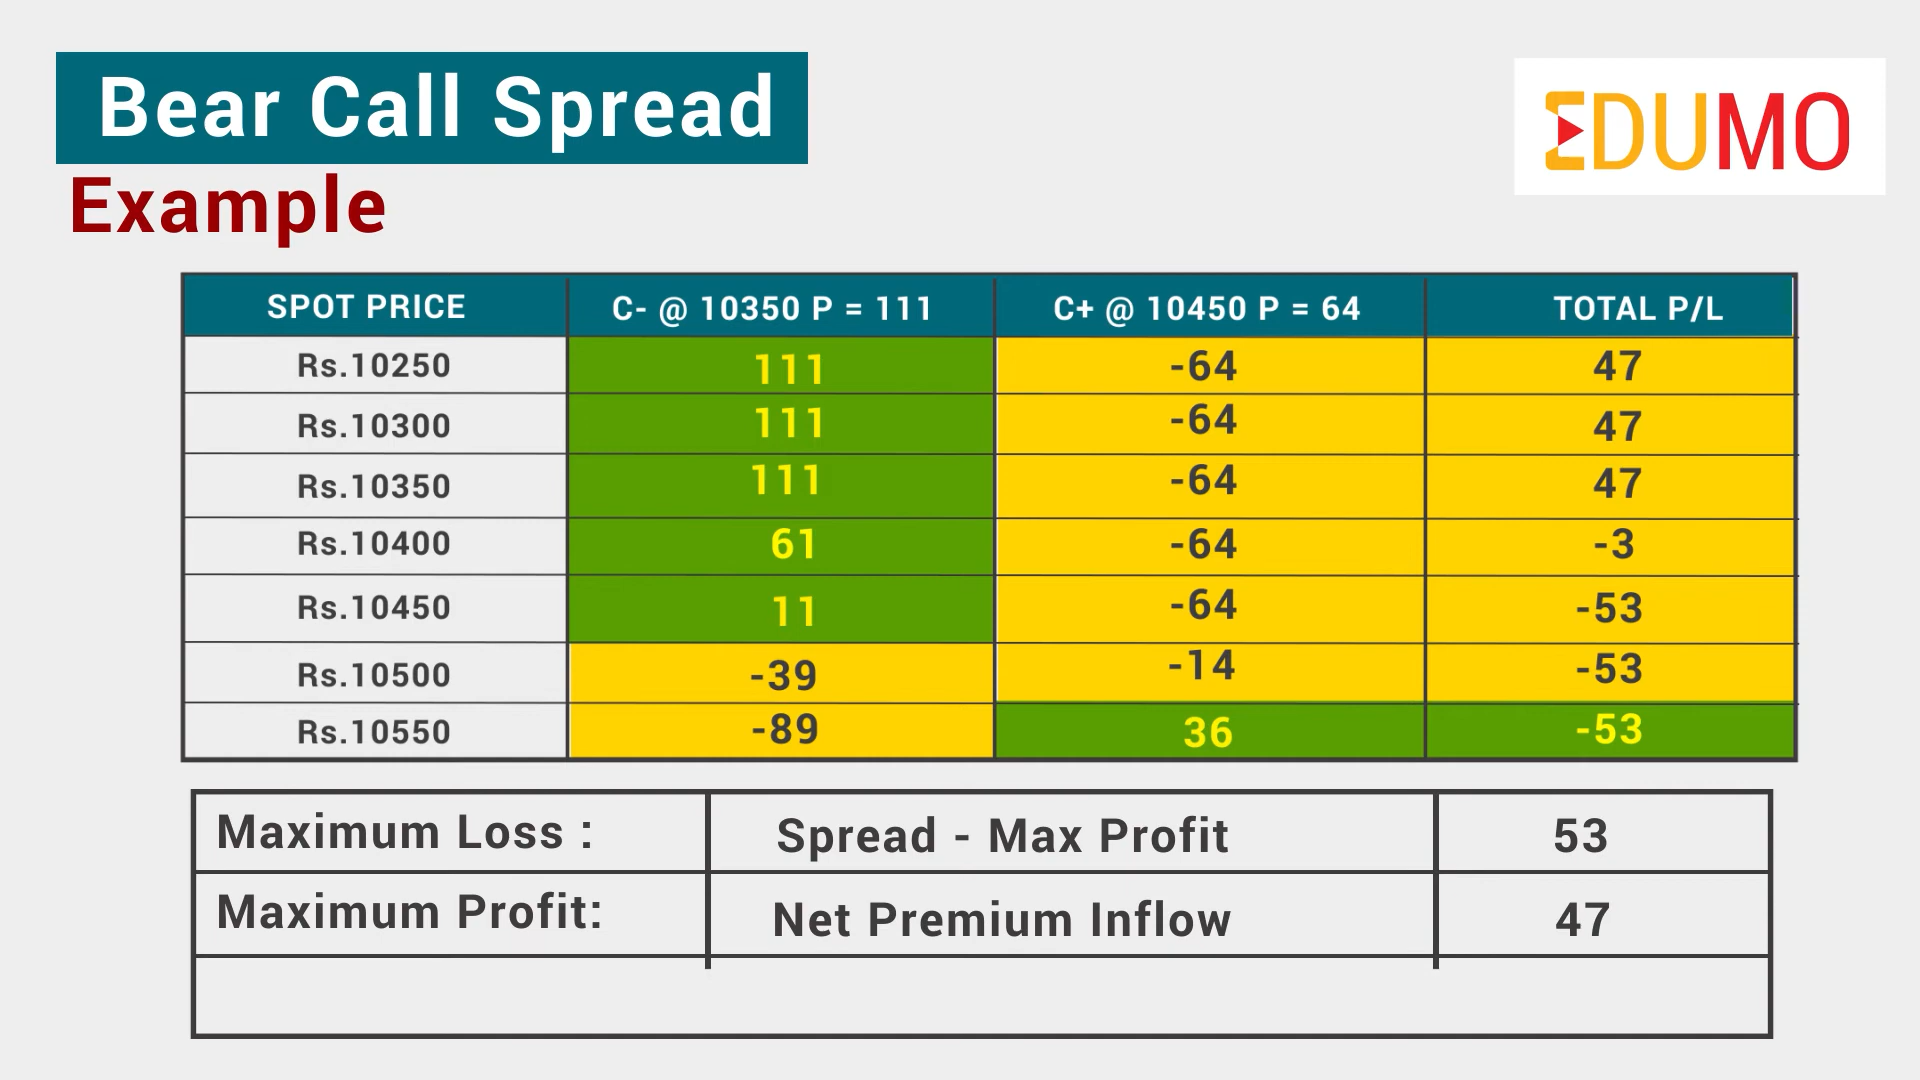 Bear Call Spread
EDUMO
Example
SPOT PRICE C- @ 10350 P = 111 C+ @ 10450 P = 64 TOTAL P/L
Rs.10250 111 -64 47
Rs.10300 111 -64 47
Rs.10350 111 -64 47
Rs.10400 61 -64 -3
Rs.10450 11 -64 -53
Rs.10500 -39 -14 -53
Rs.10550 -89 36 -53
Maximum Loss : Spread - Max Profit 53
Maximum Profit: Net Premium Inflow 47